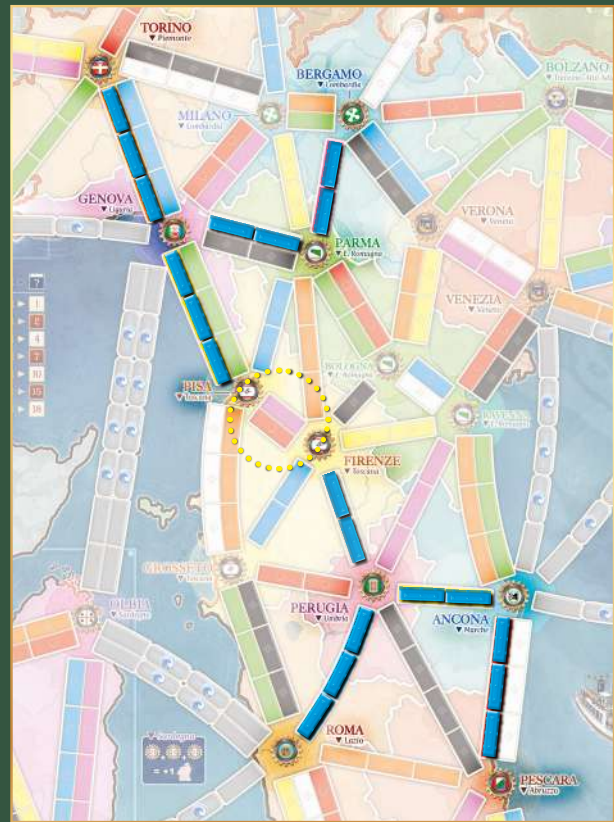 TORINO
▼ Piemonte
BERGAMO
▼ Lombardia
BOLZANO
MILANO
▼ Lombardia
GENOVA
▼ Liguria
VERONA
▼ Veneto
PARMA
▼ E. Romagna
VENEZIA
▼ Veneto
?
1
2
4
7
10
15
18
BOLOGNA
▼ E. Romagna
PISA
▼ Toscana
RAVENNA
▼ E. Romagna
FIRENZE
▼ Toscana
GROSSETO
▼ Toscana
OLBIA
▼ Sardegna
PERUGIA
▼ Umbria
ANCONA
▼ Marche
▼ Sardegna
= +1
ROMA
▼ Lazio
PESCARA
▼ Abruzzo